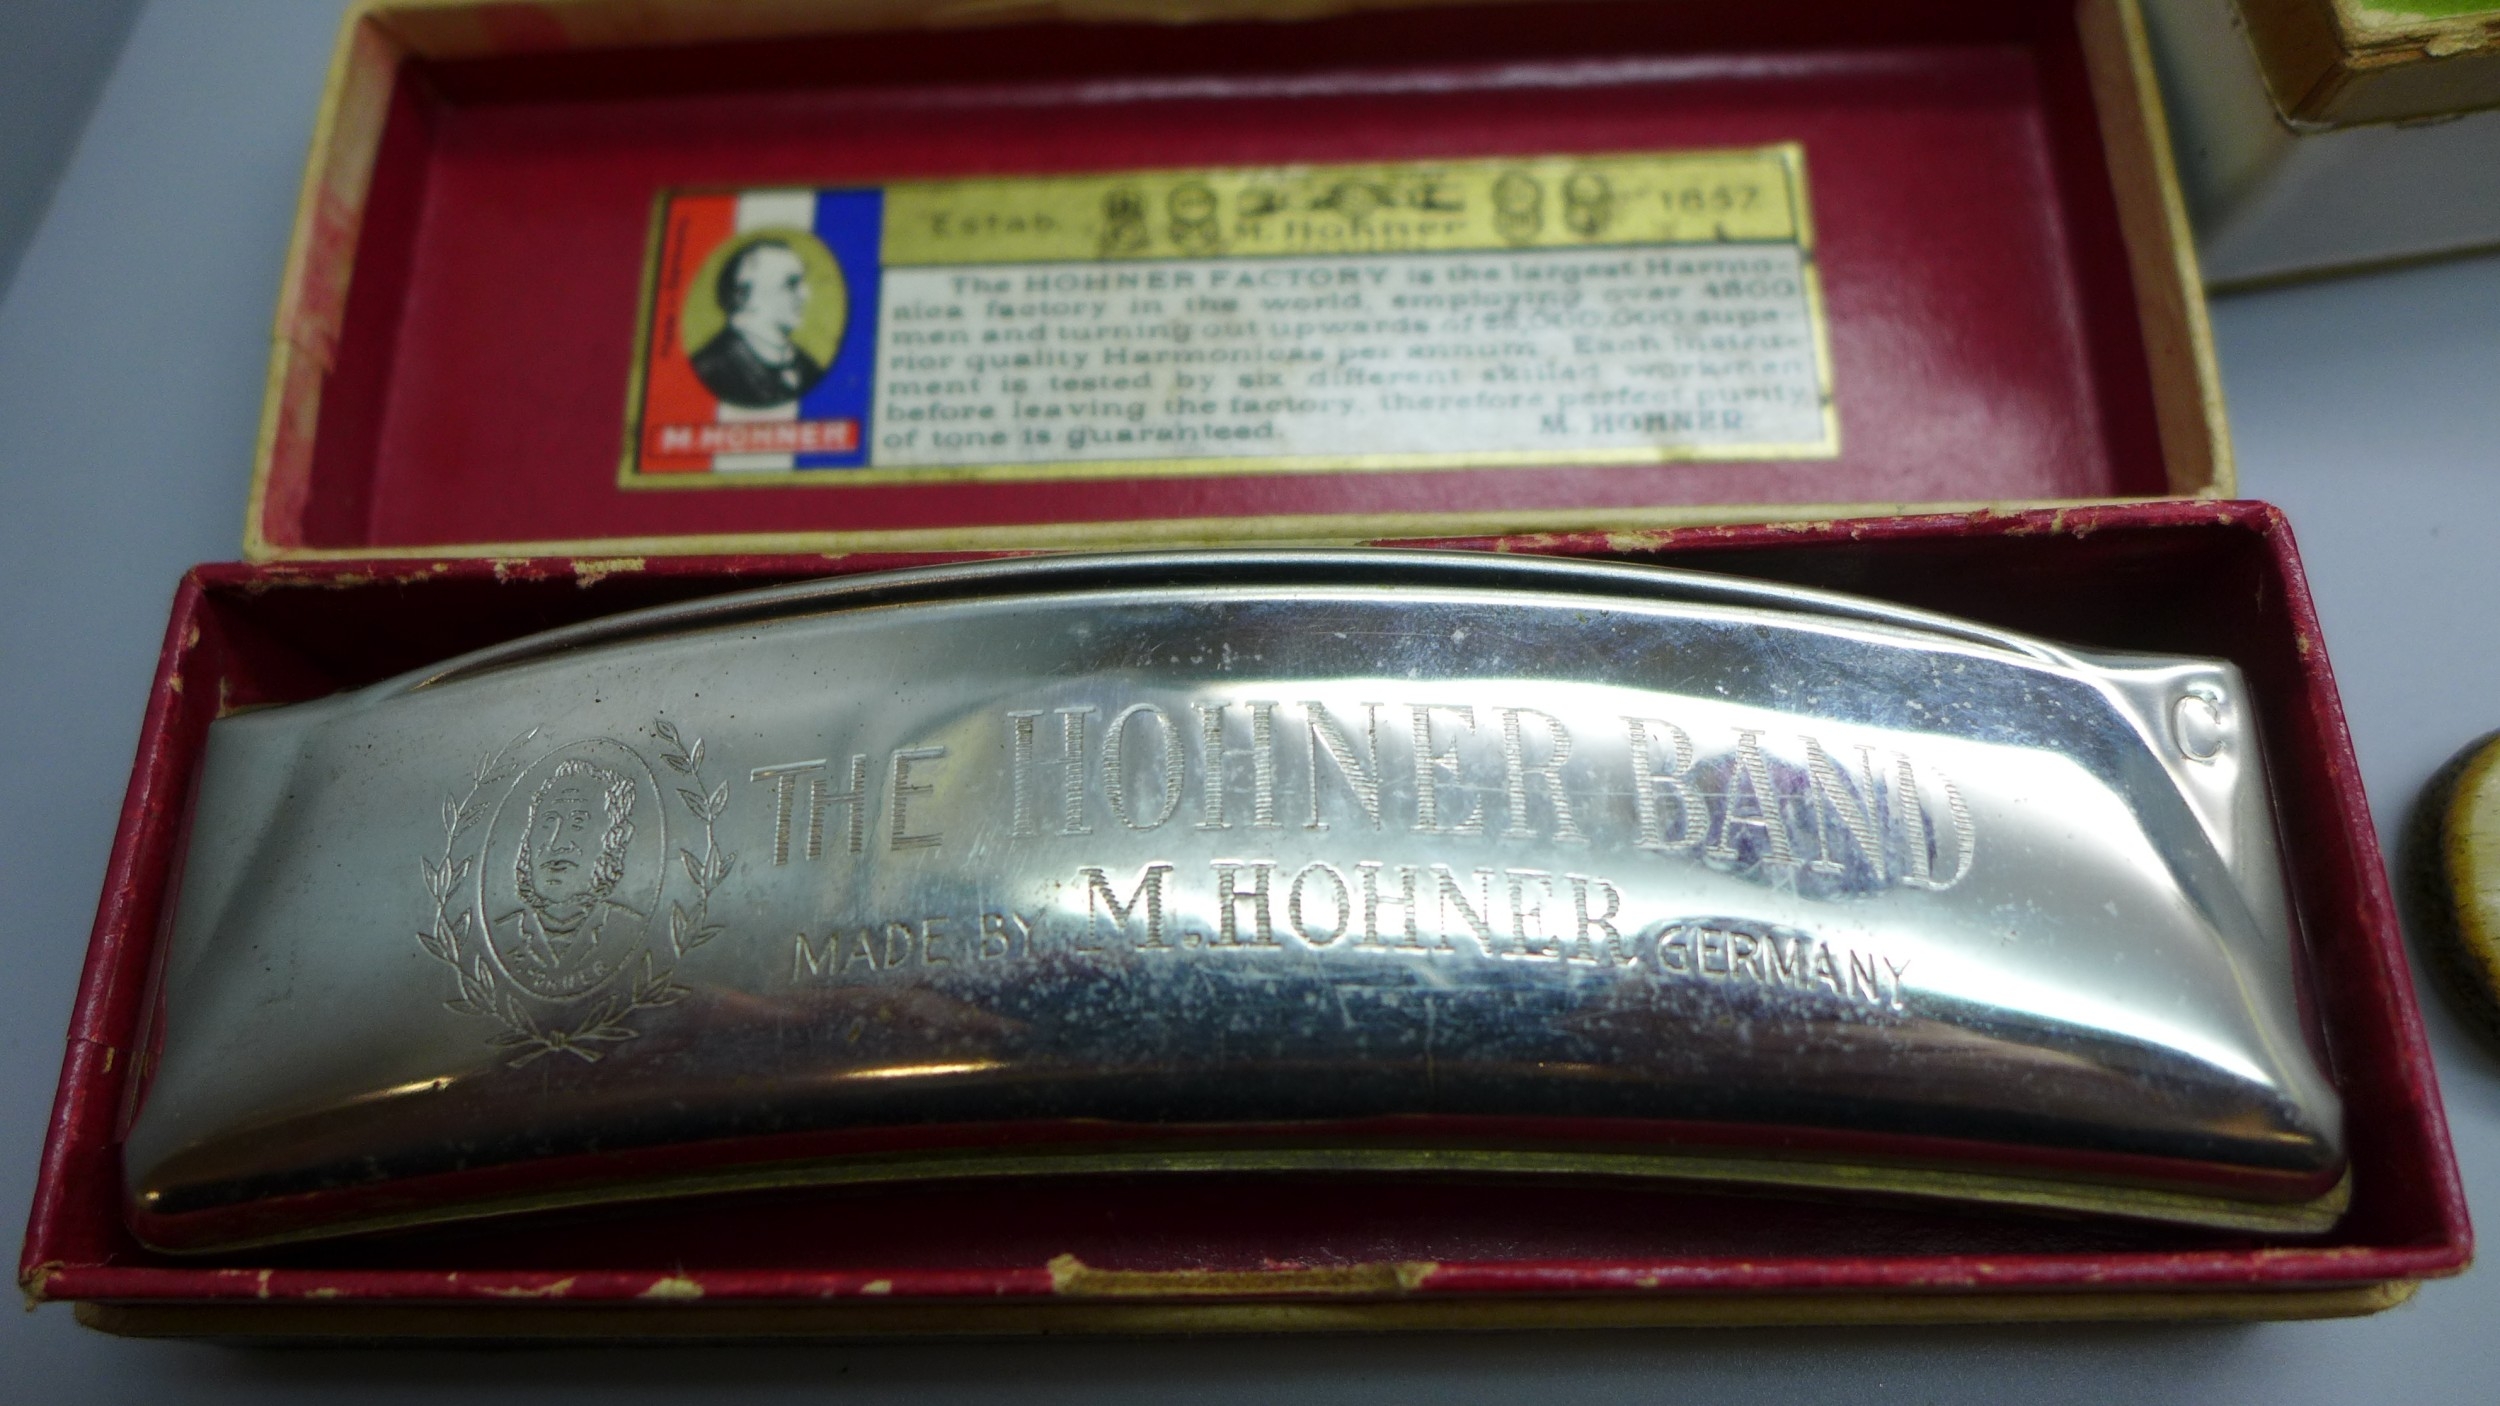 Estab. M. Hohner 1857
The HOHNER FACTORY is the largest Harmo-
nica factory in the world, employing over 4800
men and turning out upwards of 25,000,000 supe-
rior quality Harmonicas per annum. Each instru-
ment is tested by six different skilled workmen
before leaving the factory, therefore perfect purity
of tone is guaranteed. M. HOHNER.
M. HOHNER
C
THE HOHNER BAND
MADE BY M. HOHNER GERMANY
M. HOHNER